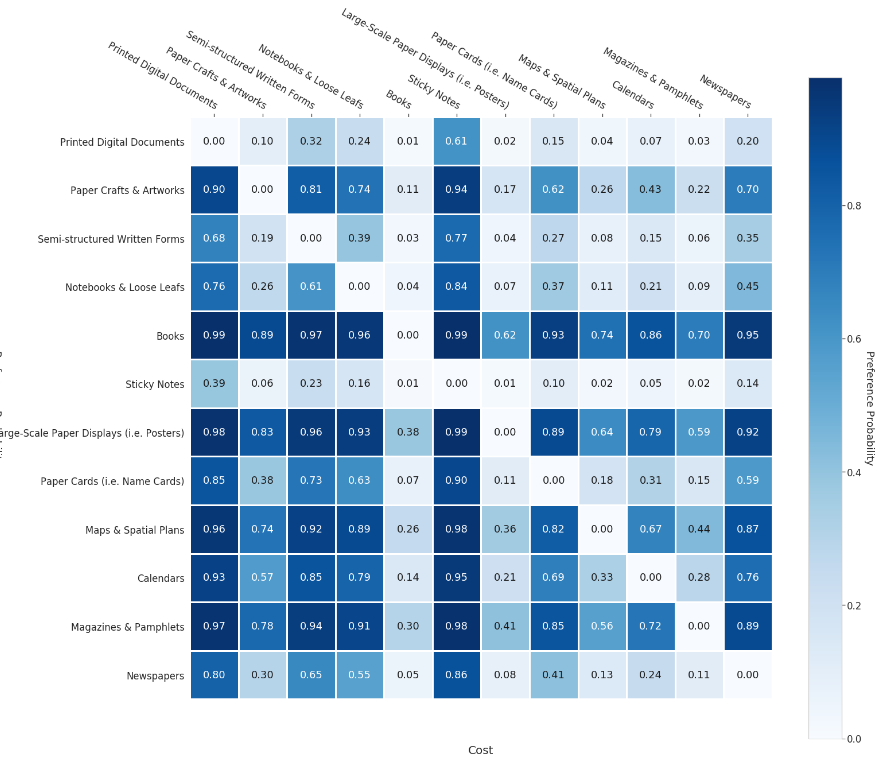 Large-Scale Paper Displays (i.e. Posters)
Semi-structured Written Forms
Paper Cards (i.e. Name Cards)
Printed Digital Documents
Paper Crafts & Artworks
Notebooks & Loose Leafs
Magazines & Pamphlets
Maps & Spatial Plans
Sticky Notes
Newspapers
Calendars
Books
Printed Digital Documents 0.00 0.10 0.32 0.24 0.01 0.61 0.02 0.15 0.04 0.07 0.03 0.20
Paper Crafts & Artworks 0.90 0.00 0.81 0.74 0.11 0.94 0.17 0.62 0.26 0.43 0.22 0.70
Semi-structured Written Forms 0.68 0.19 0.00 0.39 0.03 0.77 0.04 0.27 0.08 0.15 0.06 0.35
Notebooks & Loose Leafs 0.76 0.26 0.61 0.00 0.04 0.84 0.07 0.37 0.11 0.21 0.09 0.45
Books 0.99 0.89 0.97 0.96 0.00 0.99 0.62 0.93 0.74 0.86 0.70 0.95
Sticky Notes 0.39 0.06 0.23 0.16 0.01 0.00 0.01 0.10 0.02 0.05 0.02 0.14
arge-Scale Paper Displays (i.e. Posters) 0.98 0.83 0.96 0.93 0.38 0.99 0.00 0.89 0.64 0.79 0.59 0.92
Paper Cards (i.e. Name Cards) 0.85 0.38 0.73 0.63 0.07 0.90 0.11 0.00 0.18 0.31 0.15 0.59
Maps & Spatial Plans 0.96 0.74 0.92 0.89 0.26 0.98 0.36 0.82 0.00 0.67 0.44 0.87
Calendars 0.93 0.57 0.85 0.79 0.14 0.95 0.21 0.69 0.33 0.00 0.28 0.76
Magazines & Pamphlets 0.97 0.78 0.94 0.91 0.30 0.98 0.41 0.85 0.56 0.72 0.00 0.89
Newspapers 0.80 0.30 0.65 0.55 0.05 0.86 0.08 0.41 0.13 0.24 0.11 0.00
Cost
0.8
0.6
0.4
0.2
0.0
Preference Probability